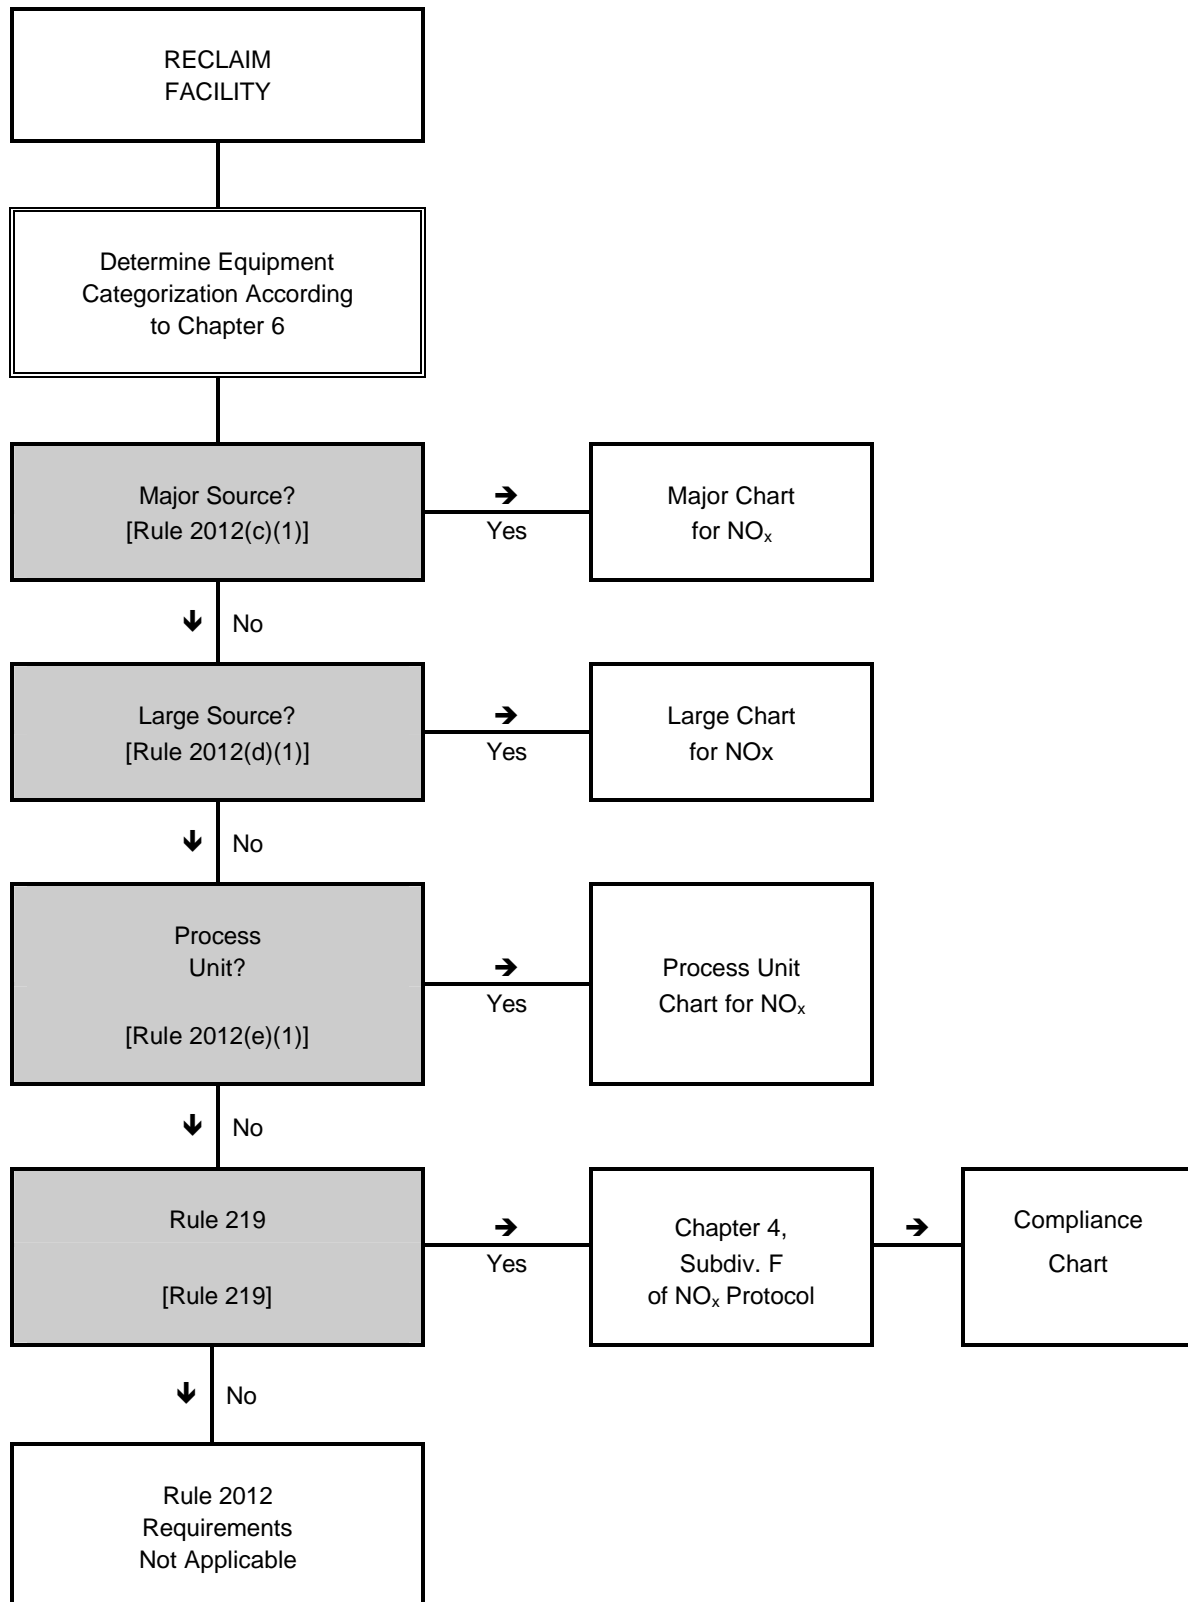 RECLAIM
FACILITY
Determine Equipment
Categorization According
to Chapter 6
Major Source?
[Rule 2012(c)(1)]
➔
Yes
Major Chart
for NOₓ
🡻 No
Large Source?
[Rule 2012(d)(1)]
➔
Yes
Large Chart
for NOx
🡻 No
Process
Unit?
[Rule 2012(e)(1)]
➔
Yes
Process Unit
Chart for NOₓ
🡻 No
Rule 219
[Rule 219]
➔
Yes
Chapter 4,
Subdiv. F
of NOₓ Protocol
➔
Compliance
Chart
🡻 No
Rule 2012
Requirements
Not Applicable